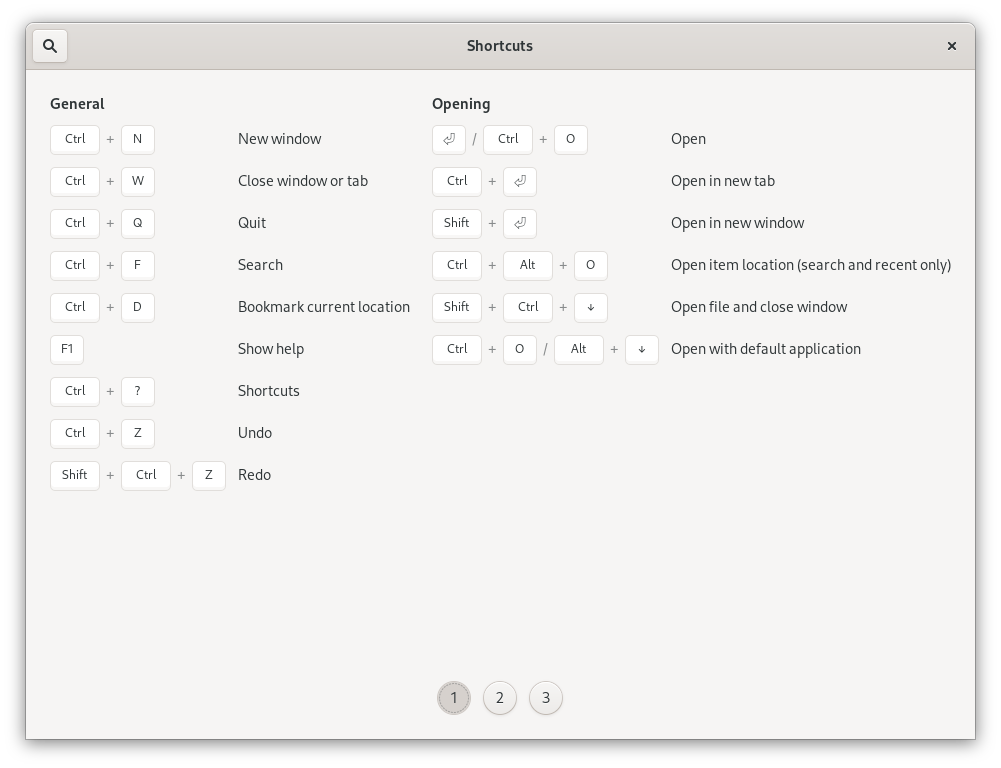 Shortcuts
General
Ctrl + N New window
Ctrl + W Close window or tab
Ctrl + Q Quit
Ctrl + F Search
Ctrl + D Bookmark current location
F1 Show help
Ctrl + ? Shortcuts
Ctrl + Z Undo
Shift + Ctrl + Z Redo
Opening
⏎ / Ctrl + O Open
Ctrl + ⏎ Open in new tab
Shift + ⏎ Open in new window
Ctrl + Alt + O Open item location (search and recent only)
Shift + Ctrl + ↓ Open file and close window
Ctrl + O / Alt + ↓ Open with default application
1 2 3